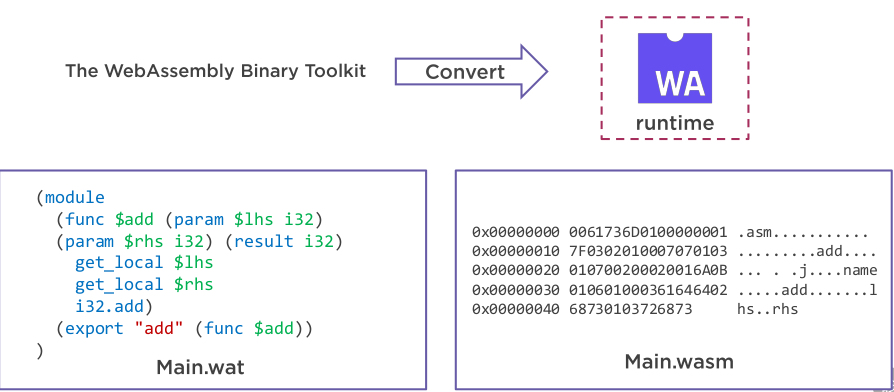 The WebAssembly Binary Toolkit
Convert
WA
runtime
(module
(func $add (param $lhs i32)
(param $rhs i32) (result i32)
get_local $lhs
get_local $rhs
i32.add)
(export "add" (func $add))
)
Main.wat
0x00000000 0061736D0100000001 .asm...........
0x00000010 7F0302010007070103 .........add....
0x00000020 010700200020016A0B ... . .j....name
0x00000030 010601000361646402 .....add.......l
0x00000040 68730103726873 hs..rhs
Main.wasm